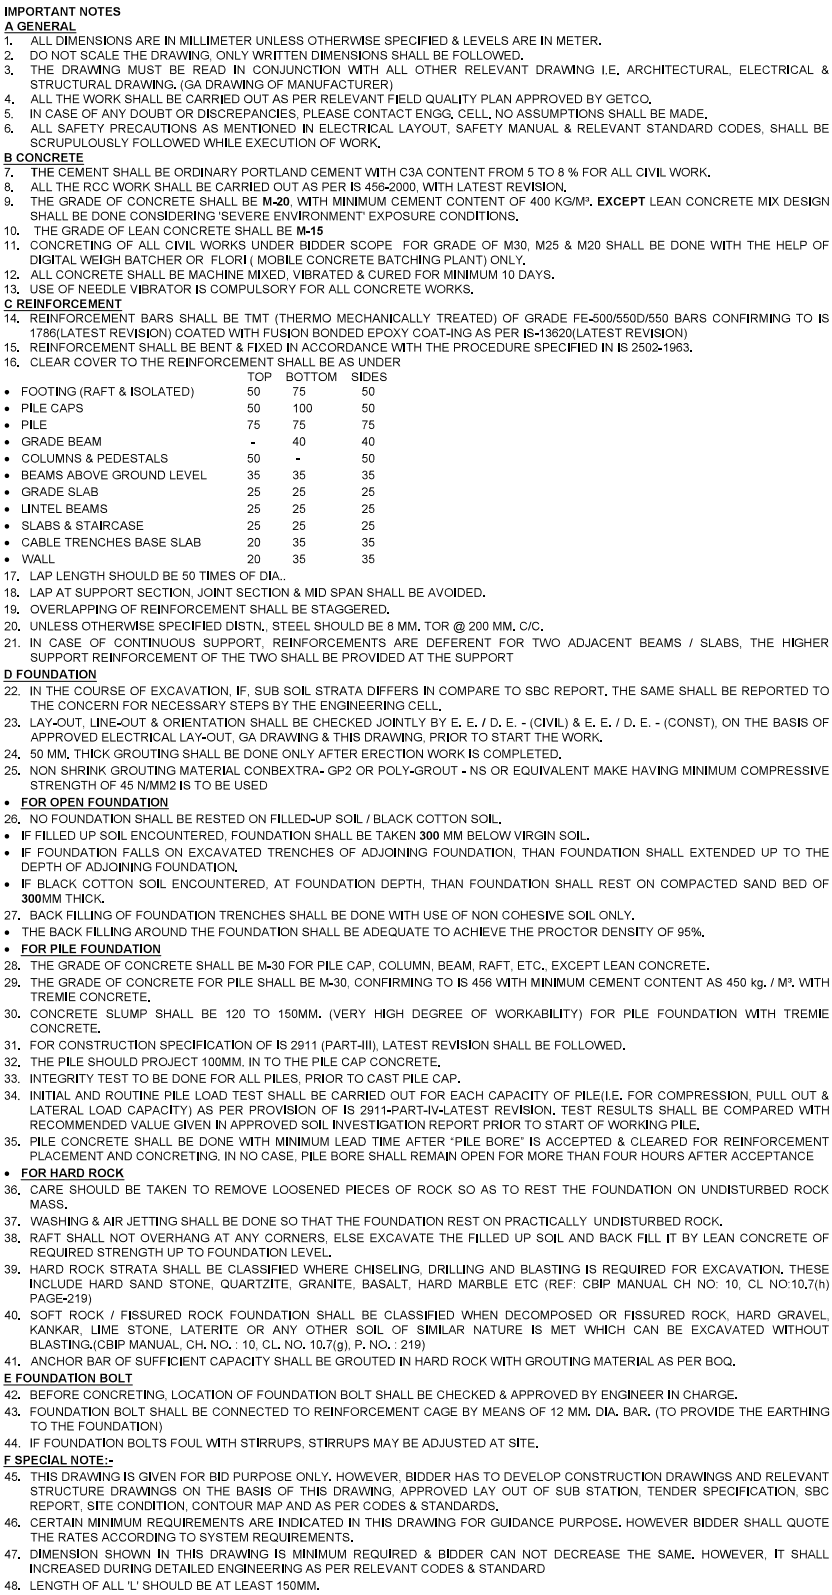 IMPORTANT NOTES
A GENERAL
1. ALL DIMENSIONS ARE IN MILLIMETER UNLESS OTHERWISE SPECIFIED & LEVELS ARE IN METER.
2. DO NOT SCALE THE DRAWING, ONLY WRITTEN DIMENSIONS SHALL BE FOLLOWED.
3. THE DRAWING MUST BE READ IN CONJUNCTION WITH ALL OTHER RELEVANT DRAWING I.E. ARCHITECTURAL, ELECTRICAL &
STRUCTURAL DRAWING. (GA DRAWING OF MANUFACTURER)
4. ALL THE WORK SHALL BE CARRIED OUT AS PER RELEVANT FIELD QUALITY PLAN APPROVED BY GETCO.
5. IN CASE OF ANY DOUBT OR DISCREPANCIES, PLEASE CONTACT ENGG. CELL. NO ASSUMPTIONS SHALL BE MADE.
6. ALL SAFETY PRECAUTIONS AS MENTIONED IN ELECTRICAL LAYOUT, SAFETY MANUAL & RELEVANT STANDARD CODES, SHALL BE
SCRUPULOUSLY FOLLOWED WHILE EXECUTION OF WORK.
B CONCRETE
7. THE CEMENT SHALL BE ORDINARY PORTLAND CEMENT WITH C3A CONTENT FROM 5 TO 8 % FOR ALL CIVIL WORK.
8. ALL THE RCC WORK SHALL BE CARRIED OUT AS PER IS 456-2000, WITH LATEST REVISION.
9. THE GRADE OF CONCRETE SHALL BE M-20, WITH MINIMUM CEMENT CONTENT OF 400 KG/M³. EXCEPT LEAN CONCRETE MIX DESIGN
SHALL BE DONE CONSIDERING 'SEVERE ENVIRONMENT' EXPOSURE CONDITIONS.
10. THE GRADE OF LEAN CONCRETE SHALL BE M-15
11. CONCRETING OF ALL CIVIL WORKS UNDER BIDDER SCOPE FOR GRADE OF M30, M25 & M20 SHALL BE DONE WITH THE HELP OF
DIGITAL WEIGH BATCHER OR FLORI ( MOBILE CONCRETE BATCHING PLANT) ONLY.
12. ALL CONCRETE SHALL BE MACHINE MIXED, VIBRATED & CURED FOR MINIMUM 10 DAYS.
13. USE OF NEEDLE VIBRATOR IS COMPULSORY FOR ALL CONCRETE WORKS.
C REINFORCEMENT
14. REINFORCEMENT BARS SHALL BE TMT (THERMO MECHANICALLY TREATED) OF GRADE FE-500/550D/550 BARS CONFIRMING TO IS
1786(LATEST REVISION) COATED WITH FUSION BONDED EPOXY COAT-ING AS PER IS-13620(LATEST REVISION)
15. REINFORCEMENT SHALL BE BENT & FIXED IN ACCORDANCE WITH THE PROCEDURE SPECIFIED IN IS 2502-1963.
16. CLEAR COVER TO THE REINFORCEMENT SHALL BE AS UNDER
TOP BOTTOM SIDES
• FOOTING (RAFT & ISOLATED) 50 75 50
• PILE CAPS 50 100 50
• PILE 75 75 75
• GRADE BEAM - 40 40
• COLUMNS & PEDESTALS 50 - 50
• BEAMS ABOVE GROUND LEVEL 35 35 35
• GRADE SLAB 25 25 25
• LINTEL BEAMS 25 25 25
• SLABS & STAIRCASE 25 25 25
• CABLE TRENCHES BASE SLAB 20 35 35
• WALL 20 35 35
17. LAP LENGTH SHOULD BE 50 TIMES OF DIA..
18. LAP AT SUPPORT SECTION, JOINT SECTION & MID SPAN SHALL BE AVOIDED.
19. OVERLAPPING OF REINFORCEMENT SHALL BE STAGGERED.
20. UNLESS OTHERWISE SPECIFIED DISTN., STEEL SHOULD BE 8 MM. TOR @ 200 MM. C/C.
21. IN CASE OF CONTINUOUS SUPPORT, REINFORCEMENTS ARE DEFERENT FOR TWO ADJACENT BEAMS / SLABS, THE HIGHER
SUPPORT REINFORCEMENT OF THE TWO SHALL BE PROVIDED AT THE SUPPORT
D FOUNDATION
22. IN THE COURSE OF EXCAVATION, IF, SUB SOIL STRATA DIFFERS IN COMPARE TO SBC REPORT. THE SAME SHALL BE REPORTED TO
THE CONCERN FOR NECESSARY STEPS BY THE ENGINEERING CELL.
23. LAY-OUT, LINE-OUT & ORIENTATION SHALL BE CHECKED JOINTLY BY E. E. / D. E. - (CIVIL) & E. E. / D. E. - (CONST), ON THE BASIS OF
APPROVED ELECTRICAL LAY-OUT, GA DRAWING & THIS DRAWING, PRIOR TO START THE WORK.
24. 50 MM. THICK GROUTING SHALL BE DONE ONLY AFTER ERECTION WORK IS COMPLETED.
25. NON SHRINK GROUTING MATERIAL CONBEXTRA- GP2 OR POLY-GROUT - NS OR EQUIVALENT MAKE HAVING MINIMUM COMPRESSIVE
STRENGTH OF 45 N/MM2 IS TO BE USED
• FOR OPEN FOUNDATION
26. NO FOUNDATION SHALL BE RESTED ON FILLED-UP SOIL / BLACK COTTON SOIL.
• IF FILLED UP SOIL ENCOUNTERED, FOUNDATION SHALL BE TAKEN 300 MM BELOW VIRGIN SOIL.
• IF FOUNDATION FALLS ON EXCAVATED TRENCHES OF ADJOINING FOUNDATION, THAN FOUNDATION SHALL EXTENDED UP TO THE
DEPTH OF ADJOINING FOUNDATION.
• IF BLACK COTTON SOIL ENCOUNTERED, AT FOUNDATION DEPTH, THAN FOUNDATION SHALL REST ON COMPACTED SAND BED OF
300MM THICK.
27. BACK FILLING OF FOUNDATION TRENCHES SHALL BE DONE WITH USE OF NON COHESIVE SOIL ONLY.
• THE BACK FILLING AROUND THE FOUNDATION SHALL BE ADEQUATE TO ACHIEVE THE PROCTOR DENSITY OF 95%.
• FOR PILE FOUNDATION
28. THE GRADE OF CONCRETE SHALL BE M-30 FOR PILE CAP, COLUMN, BEAM, RAFT, ETC., EXCEPT LEAN CONCRETE.
29. THE GRADE OF CONCRETE FOR PILE SHALL BE M-30, CONFIRMING TO IS 456 WITH MINIMUM CEMENT CONTENT AS 450 kg. / M³. WITH
TREMIE CONCRETE.
30. CONCRETE SLUMP SHALL BE 120 TO 150MM. (VERY HIGH DEGREE OF WORKABILITY) FOR PILE FOUNDATION WITH TREMIE
CONCRETE.
31. FOR CONSTRUCTION SPECIFICATION OF IS 2911 (PART-III), LATEST REVISION SHALL BE FOLLOWED.
32. THE PILE SHOULD PROJECT 100MM. IN TO THE PILE CAP CONCRETE.
33. INTEGRITY TEST TO BE DONE FOR ALL PILES, PRIOR TO CAST PILE CAP.
34. INITIAL AND ROUTINE PILE LOAD TEST SHALL BE CARRIED OUT FOR EACH CAPACITY OF PILE(I.E. FOR COMPRESSION, PULL OUT &
LATERAL LOAD CAPACITY) AS PER PROVISION OF IS 2911-PART-IV-LATEST REVISION. TEST RESULTS SHALL BE COMPARED WITH
RECOMMENDED VALUE GIVEN IN APPROVED SOIL INVESTIGATION REPORT PRIOR TO START OF WORKING PILE.
35. PILE CONCRETE SHALL BE DONE WITH MINIMUM LEAD TIME AFTER “PILE BORE” IS ACCEPTED & CLEARED FOR REINFORCEMENT
PLACEMENT AND CONCRETING. IN NO CASE, PILE BORE SHALL REMAIN OPEN FOR MORE THAN FOUR HOURS AFTER ACCEPTANCE
• FOR HARD ROCK
36. CARE SHOULD BE TAKEN TO REMOVE LOOSENED PIECES OF ROCK SO AS TO REST THE FOUNDATION ON UNDISTURBED ROCK
MASS.
37. WASHING & AIR JETTING SHALL BE DONE SO THAT THE FOUNDATION REST ON PRACTICALLY UNDISTURBED ROCK.
38. RAFT SHALL NOT OVERHANG AT ANY CORNERS, ELSE EXCAVATE THE FILLED UP SOIL AND BACK FILL IT BY LEAN CONCRETE OF
REQUIRED STRENGTH UP TO FOUNDATION LEVEL.
39. HARD ROCK STRATA SHALL BE CLASSIFIED WHERE CHISELING, DRILLING AND BLASTING IS REQUIRED FOR EXCAVATION. THESE
INCLUDE HARD SAND STONE, QUARTZITE, GRANITE, BASALT, HARD MARBLE ETC (REF: CBIP MANUAL CH NO: 10, CL NO:10.7(h)
PAGE-219)
40. SOFT ROCK / FISSURED ROCK FOUNDATION SHALL BE CLASSIFIED WHEN DECOMPOSED OR FISSURED ROCK, HARD GRAVEL,
KANKAR, LIME STONE, LATERITE OR ANY OTHER SOIL OF SIMILAR NATURE IS MET WHICH CAN BE EXCAVATED WITHOUT
BLASTING.(CBIP MANUAL, CH. NO. : 10, CL. NO. 10.7(g), P. NO. : 219)
41. ANCHOR BAR OF SUFFICIENT CAPACITY SHALL BE GROUTED IN HARD ROCK WITH GROUTING MATERIAL AS PER BOQ.
E FOUNDATION BOLT
42. BEFORE CONCRETING, LOCATION OF FOUNDATION BOLT SHALL BE CHECKED & APPROVED BY ENGINEER IN CHARGE.
43. FOUNDATION BOLT SHALL BE CONNECTED TO REINFORCEMENT CAGE BY MEANS OF 12 MM. DIA. BAR. (TO PROVIDE THE EARTHING
TO THE FOUNDATION)
44. IF FOUNDATION BOLTS FOUL WITH STIRRUPS, STIRRUPS MAY BE ADJUSTED AT SITE.
F SPECIAL NOTE:-
45. THIS DRAWING IS GIVEN FOR BID PURPOSE ONLY. HOWEVER, BIDDER HAS TO DEVELOP CONSTRUCTION DRAWINGS AND RELEVANT
STRUCTURE DRAWINGS ON THE BASIS OF THIS DRAWING, APPROVED LAY OUT OF SUB STATION, TENDER SPECIFICATION, SBC
REPORT, SITE CONDITION, CONTOUR MAP AND AS PER CODES & STANDARDS.
46. CERTAIN MINIMUM REQUIREMENTS ARE INDICATED IN THIS DRAWING FOR GUIDANCE PURPOSE. HOWEVER BIDDER SHALL QUOTE
THE RATES ACCORDING TO SYSTEM REQUIREMENTS.
47. DIMENSION SHOWN IN THIS DRAWING IS MINIMUM REQUIRED & BIDDER CAN NOT DECREASE THE SAME. HOWEVER, IT SHALL
INCREASED DURING DETAILED ENGINEERING AS PER RELEVANT CODES & STANDARD
48. LENGTH OF ALL 'L' SHOULD BE AT LEAST 150MM.